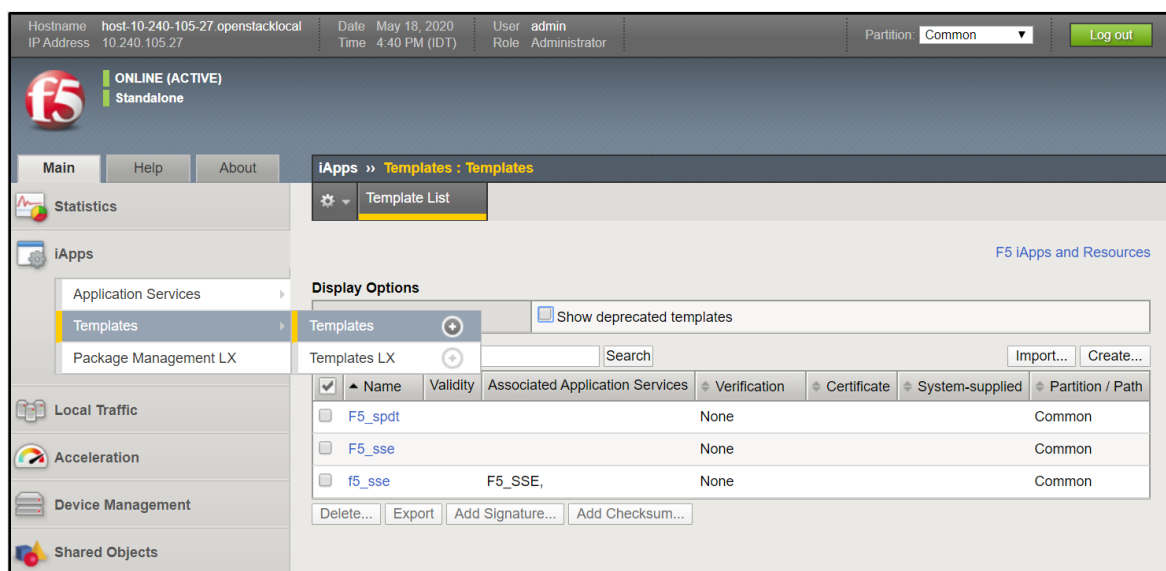 Hostname host-10-240-105-27.openstacklocal Date May 18, 2020 User admin
IP Address 10.240.105.27 Time 4:40 PM (IDT) Role Administrator
Partition: Common Log out
f5
ONLINE (ACTIVE)
Standalone
Main Help About
iApps ›› Templates : Templates
Template List
Statistics
iApps
F5 iApps and Resources
Application Services
Templates
Package Management LX
Templates
Templates LX
Display Options
Show deprecated templates
Search Import... Create...
Name Validity Associated Application Services Verification Certificate System-supplied Partition / Path
F5_spdt None Common
F5_sse None Common
f5_sse F5_SSE, None Common
Delete... Export Add Signature... Add Checksum...
Local Traffic
Acceleration
Device Management
Shared Objects